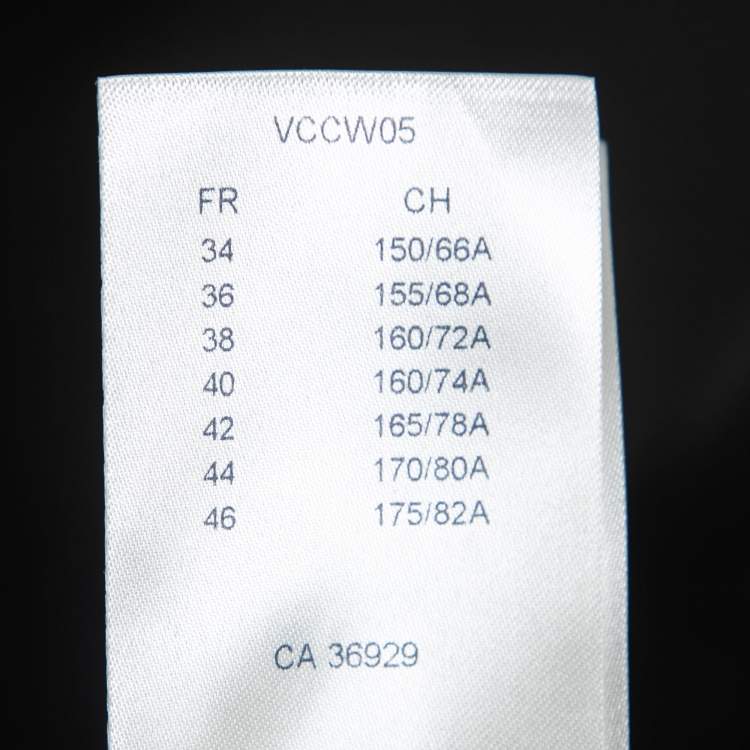 VCCW05
FR CH
34 150/66A
36 155/68A
38 160/72A
40 160/74A
42 165/78A
44 170/80A
46 175/82A
CA 36929